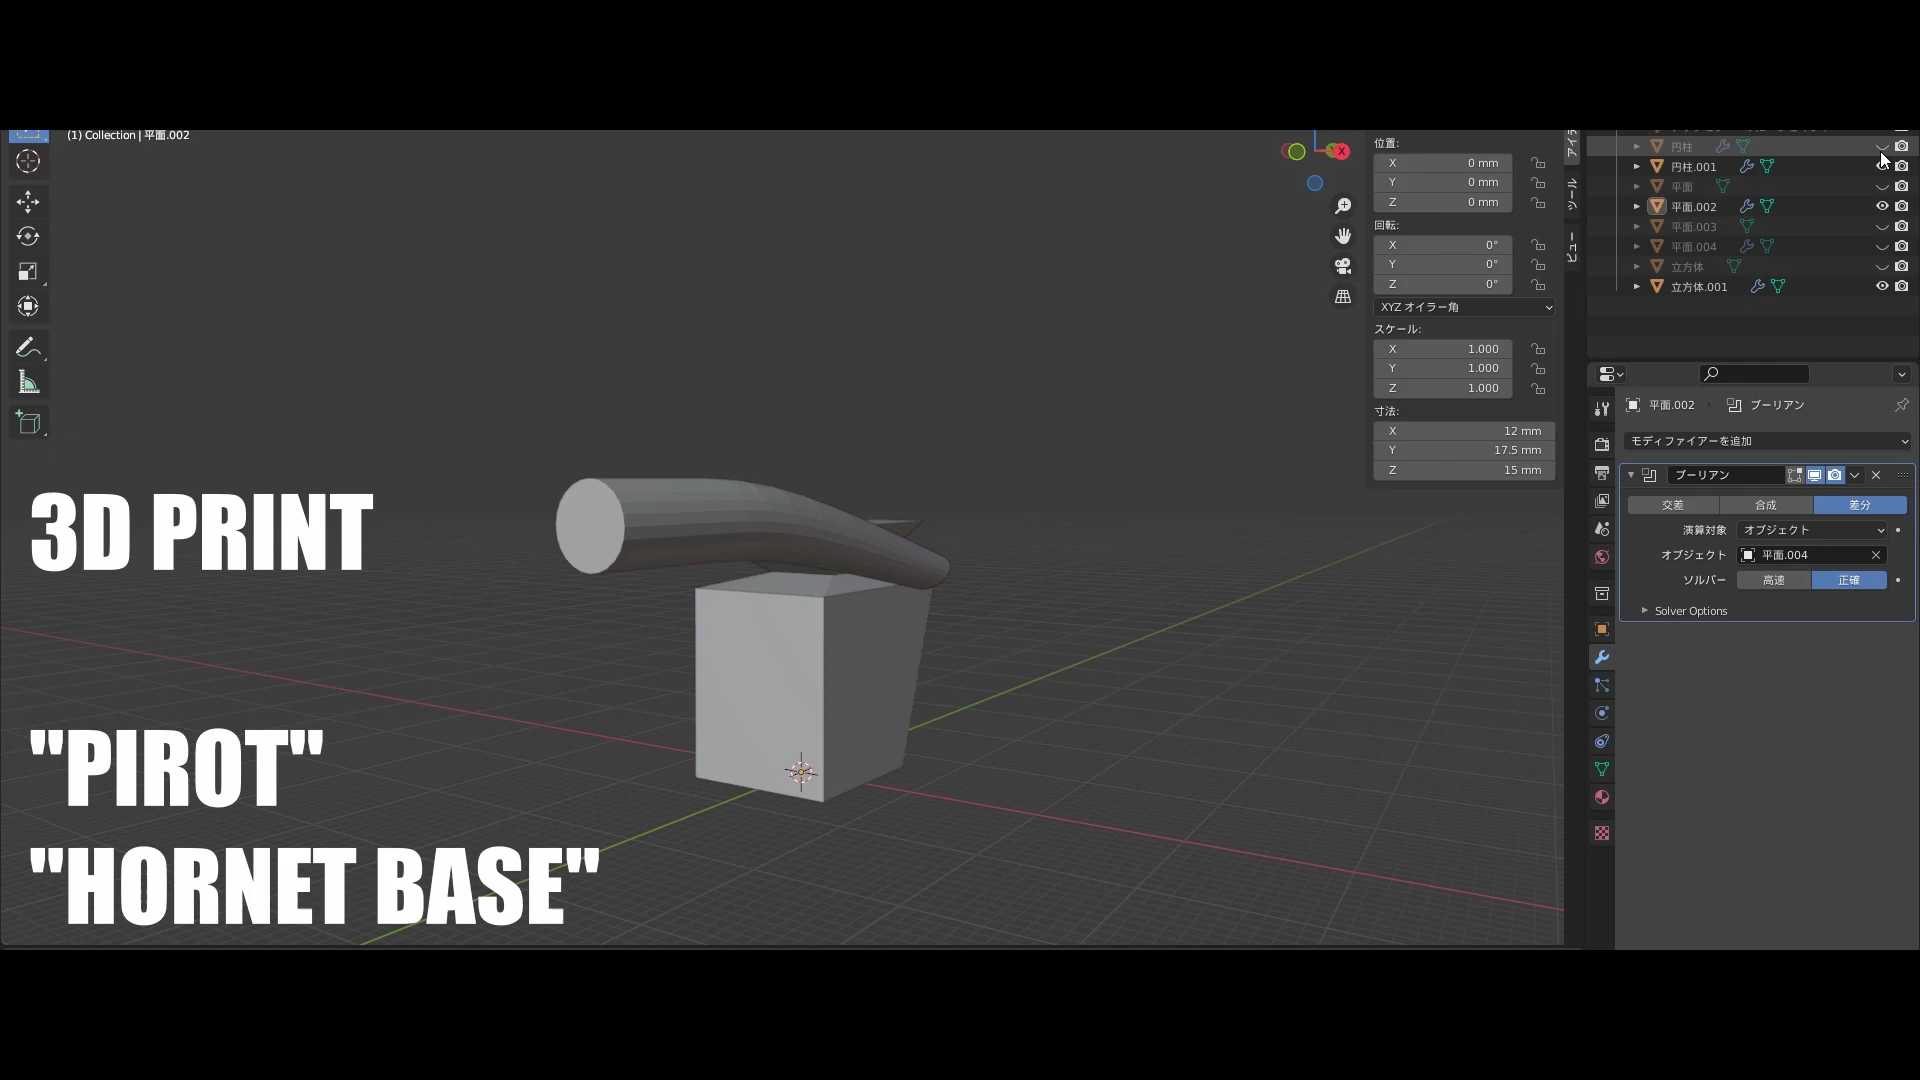 (1) Collection | 平面.002
位置:
X 0 mm
Y 0 mm
Z 0 mm
回転:
X 0°
Y 0°
Z 0°
XYZ オイラー角
スケール:
X 1.000
Y 1.000
Z 1.000
寸法:
X 12 mm
Y 17.5 mm
Z 15 mm
ツール
ビュー
X
円柱
円柱.001
平面
平面.002
平面.003
平面.004
立方体
立方体.001
平面.002 › ブーリアン
モディファイアーを追加
ブーリアン
交差 合成 差分
演算対象 オブジェクト
オブジェクト 平面.004
ソルバー 高速 正確
Solver Options
3D PRINT
"PIROT"
"HORNET BASE"